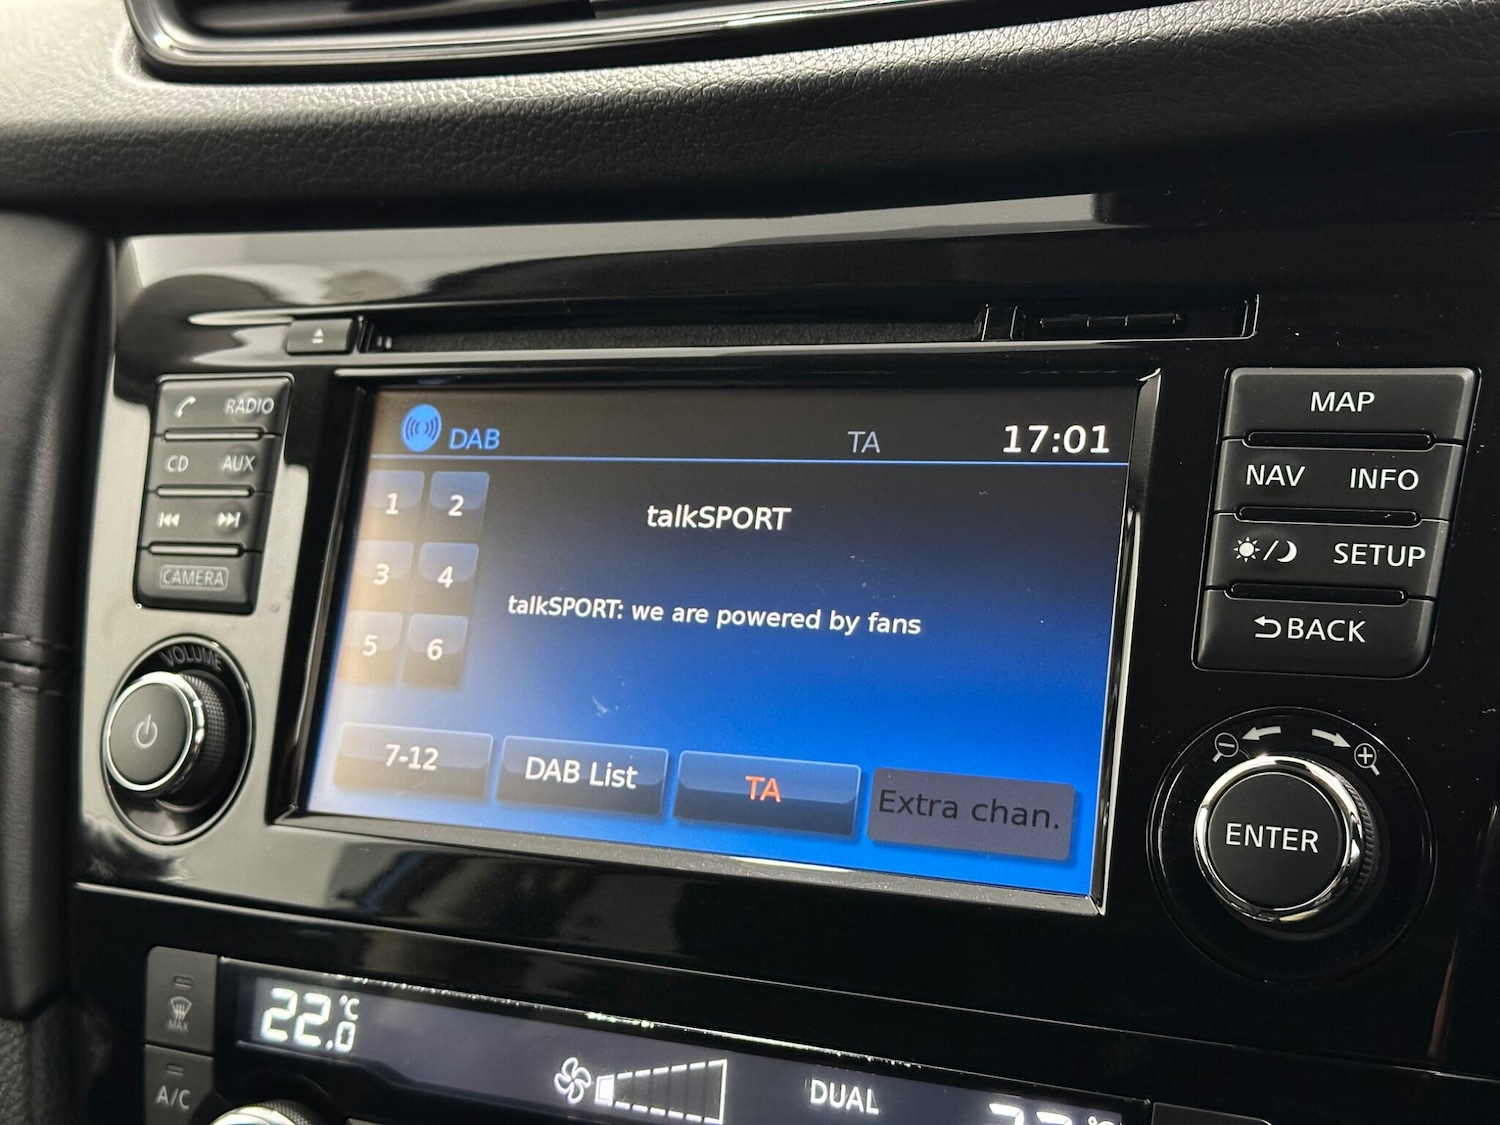 RADIO
CD AUX
CAMERA
VOLUME
DAB TA 17:01
1 2
3 4
5 6
talkSPORT
talkSPORT: we are powered by fans
7-12 DAB List TA Extra chan.
MAP
NAV INFO
SETUP
BACK
ENTER
MAX
A/C
22.0 °C
DUAL